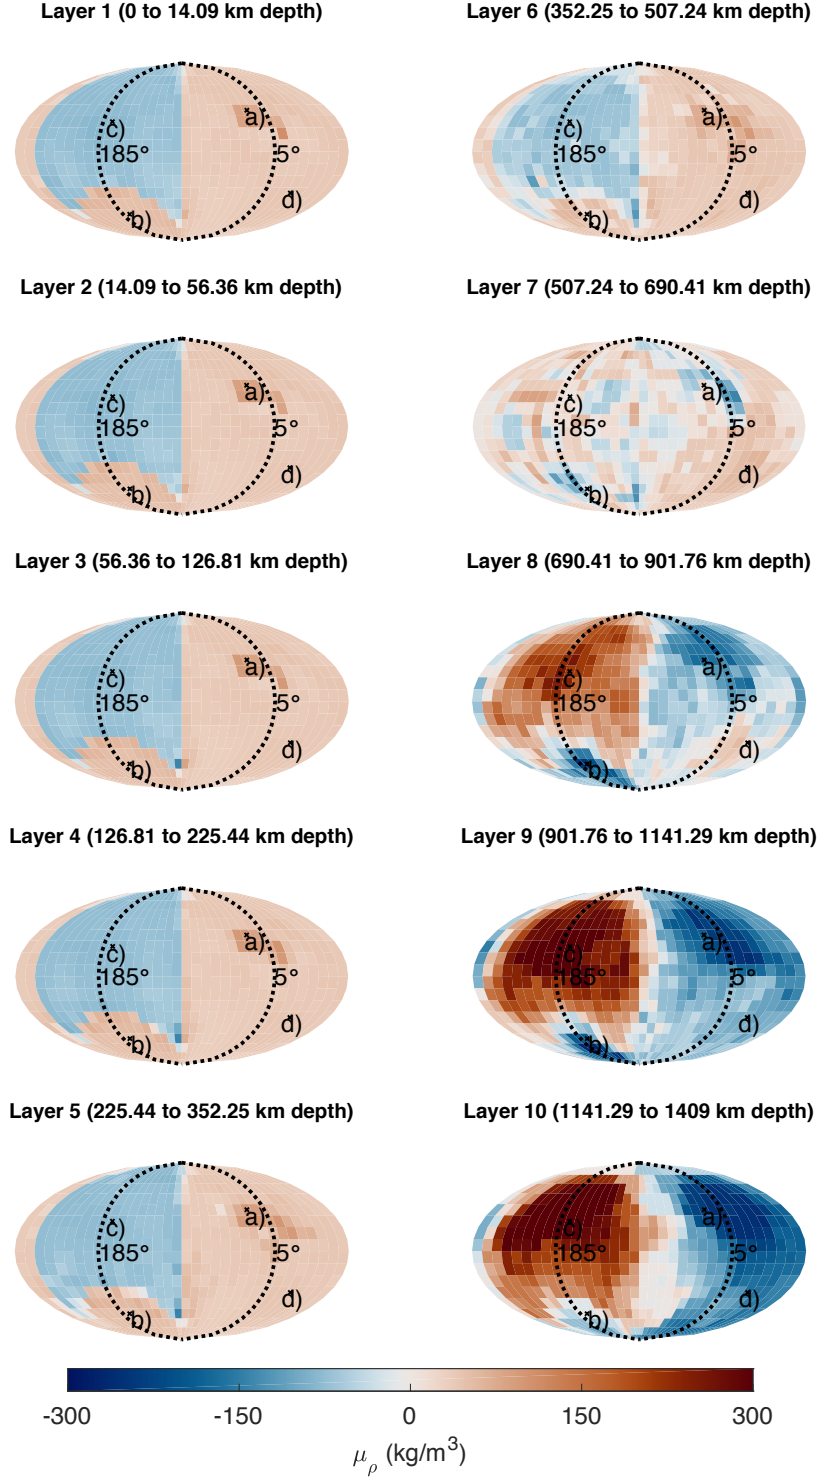 Layer 1 (0 to 14.09 km depth)
a)
c)
185°
5°
d)
b)
Layer 2 (14.09 to 56.36 km depth)
a)
c)
185°
5°
d)
b)
Layer 3 (56.36 to 126.81 km depth)
a)
c)
185°
5°
d)
b)
Layer 4 (126.81 to 225.44 km depth)
a)
c)
185°
5°
d)
b)
Layer 5 (225.44 to 352.25 km depth)
a)
c)
185°
5°
d)
b)
Layer 6 (352.25 to 507.24 km depth)
a)
c)
185°
5°
d)
b)
Layer 7 (507.24 to 690.41 km depth)
a)
c)
185°
5°
d)
b)
Layer 8 (690.41 to 901.76 km depth)
a)
c)
185°
5°
d)
b)
Layer 9 (901.76 to 1141.29 km depth)
a)
c)
185°
5°
d)
b)
Layer 10 (1141.29 to 1409 km depth)
a)
c)
185°
5°
d)
b)
-300 -150 0 150 300
μ_ρ (kg/m³)